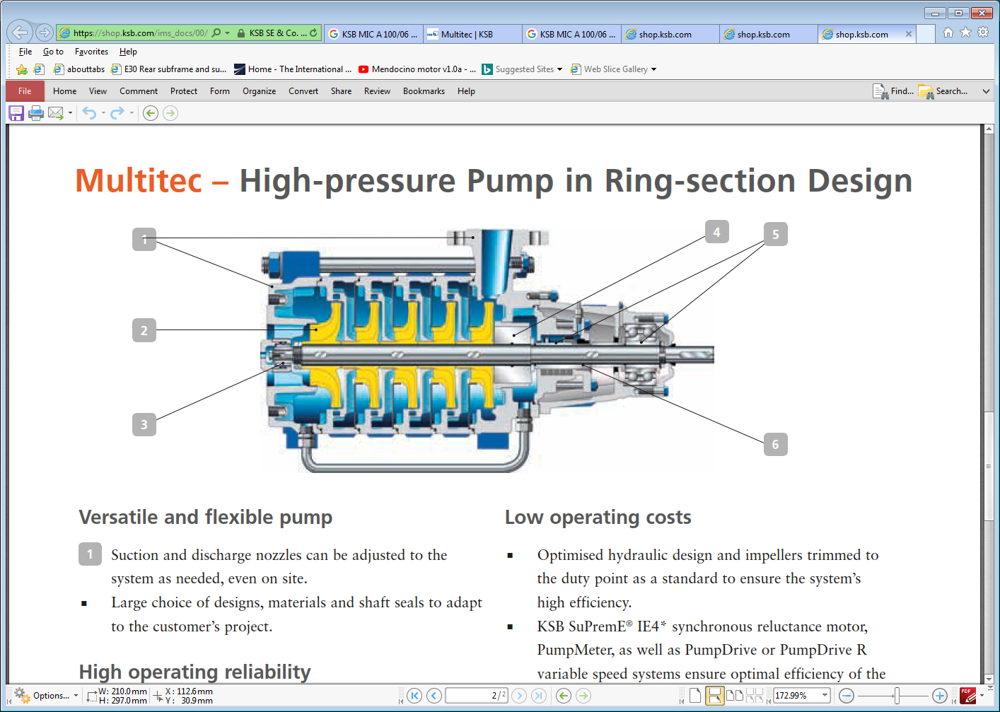 https://shop.ksb.com/ims_docs/00/
KSB SE & Co. ...
KSB MIC A 100/06 ...
Multitec | KSB
KSB MIC A 100/06 ...
shop.ksb.com
shop.ksb.com
shop.ksb.com
File Go to Favorites Help
abouttabs
E30 Rear subframe and su...
Home - The International ...
Mendocino motor v1.0a - ...
Suggested Sites
Web Slice Gallery
File Home View Comment Protect Form Organize Convert Share Review Bookmarks Help
Find... Search...
Multitec – High-pressure Pump in Ring-section Design
1
4
5
2
3
6
Versatile and flexible pump
1 Suction and discharge nozzles can be adjusted to the
system as needed, even on site.
▪ Large choice of designs, materials and shaft seals to adapt
to the customer’s project.
High operating reliability
Low operating costs
▪ Optimised hydraulic design and impellers trimmed to
the duty point as a standard to ensure the system’s
high efficiency.
▪ KSB SuPremE® IE4* synchronous reluctance motor,
PumpMeter, as well as PumpDrive or PumpDrive R
variable speed systems ensure optimal efficiency of the
Options...
W: 210.0mm
H: 297.0mm
X: 112.6mm
Y: 30.9mm
2/2
172.99%
PDF